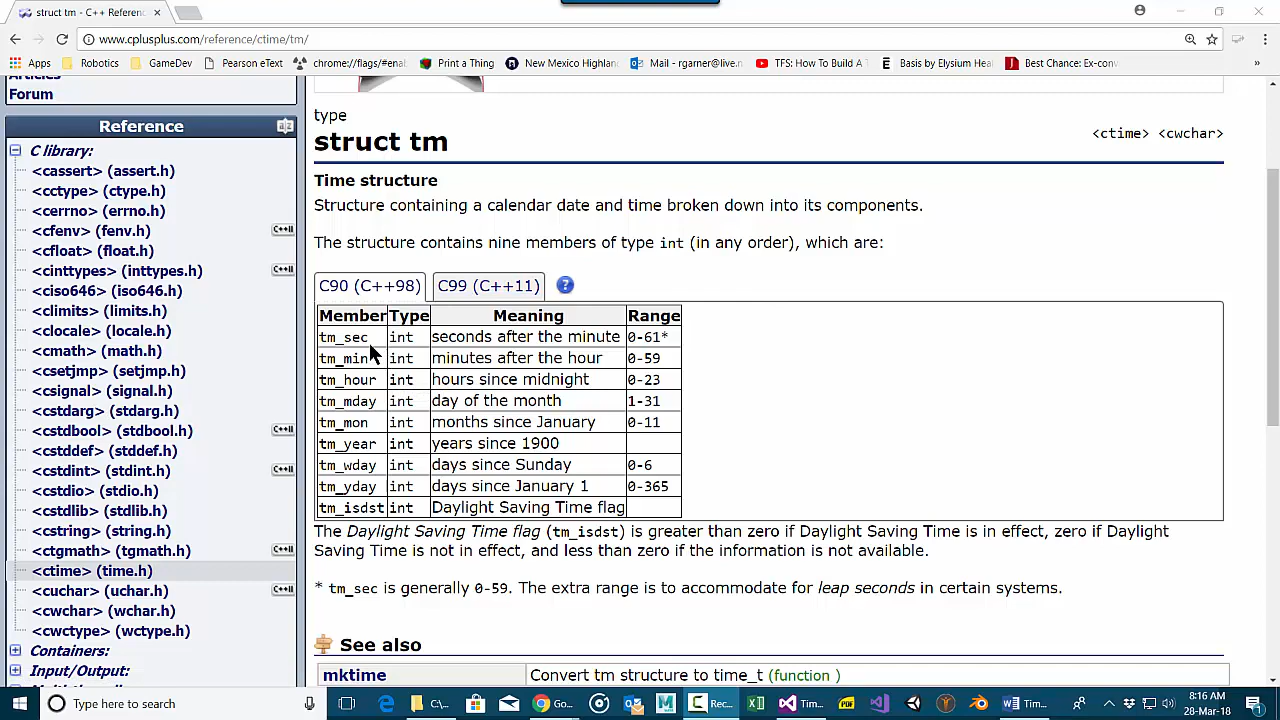 struct tm - C++ Referenc
www.cplusplus.com/reference/ctime/tm/
Apps
Robotics
GameDev
Pearson eText
chrome://flags/#enab
Print a Thing
New Mexico Highlan
Mail - rgarner@live.n
TFS: How To Build A T
Basis by Elysium Hea
Best Chance: Ex-conv
»
Articles
Forum
Reference
C library:
<cassert> (assert.h)
<cctype> (ctype.h)
<cerrno> (errno.h)
<cfenv> (fenv.h)
<cfloat> (float.h)
<cinttypes> (inttypes.h)
<ciso646> (iso646.h)
<climits> (limits.h)
<clocale> (locale.h)
<cmath> (math.h)
<csetjmp> (setjmp.h)
<csignal> (signal.h)
<cstdarg> (stdarg.h)
<cstdbool> (stdbool.h)
<cstddef> (stddef.h)
<cstdint> (stdint.h)
<cstdio> (stdio.h)
<cstdlib> (stdlib.h)
<cstring> (string.h)
<ctgmath> (tgmath.h)
<ctime> (time.h)
<cuchar> (uchar.h)
<cwchar> (wchar.h)
<cwctype> (wctype.h)
Containers:
Input/Output:
type
struct tm <ctime> <cwchar>
Time structure
Structure containing a calendar date and time broken down into its components.
The structure contains nine members of type int (in any order), which are:
C90 (C++98) C99 (C++11) ?
Member Type Meaning Range
tm_sec int seconds after the minute 0-61*
tm_min int minutes after the hour 0-59
tm_hour int hours since midnight 0-23
tm_mday int day of the month 1-31
tm_mon int months since January 0-11
tm_year int years since 1900
tm_wday int days since Sunday 0-6
tm_yday int days since January 1 0-365
tm_isdst int Daylight Saving Time flag
The Daylight Saving Time flag (tm_isdst) is greater than zero if Daylight Saving Time is in effect, zero if Daylight
Saving Time is not in effect, and less than zero if the information is not available.
* tm_sec is generally 0-59. The extra range is to accommodate for leap seconds in certain systems.
See also
mktime Convert tm structure to time_t (function )
Type here to search
C:\...
Go...
Rec...
Tim...
Tim...
8:16 AM
28-Mar-18